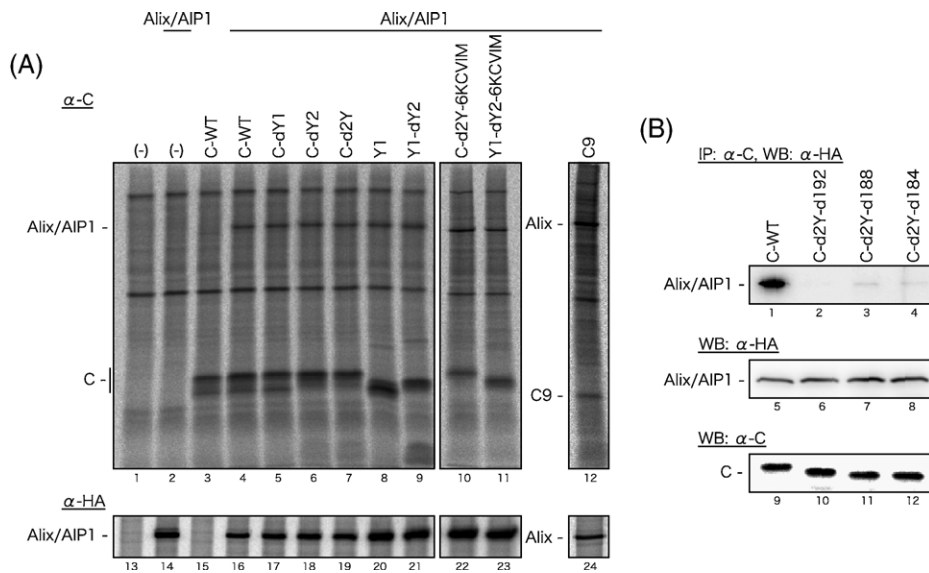 Alix/AIP1 Alix/AIP1
(A)
α-C
(-) (-) C-WT C-WT C-dY1 C-dY2 C-d2Y Y1 Y1-dY2 C-d2Y-6KCVIM Y1-dY2-6KCVIM C9
Alix/AIP1 - Alix -
C - C9 -
1 2 3 4 5 6 7 8 9 10 11 12
α-HA
Alix/AIP1 - Alix -
13 14 15 16 17 18 19 20 21 22 23 24
(B)
IP: α-C, WB: α-HA
C-WT C-d2Y-d192 C-d2Y-d188 C-d2Y-d184
Alix/AIP1 -
1 2 3 4
WB: α-HA
Alix/AIP1 -
5 6 7 8
WB: α-C
C -
9 10 11 12